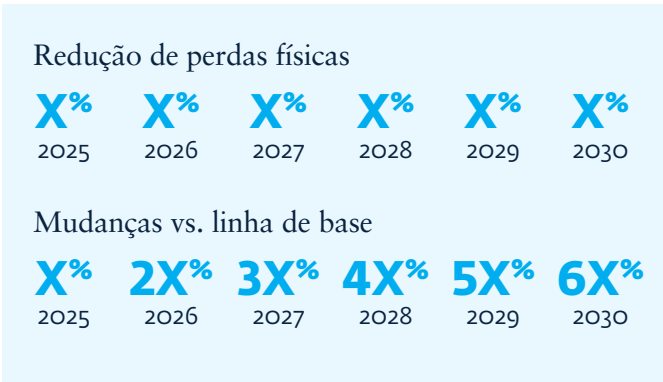 Redução de perdas físicas
X% X% X% X% X% X%
2025 2026 2027 2028 2029 2030
Mudanças vs. linha de base
X% 2X% 3X% 4X% 5X% 6X%
2025 2026 2027 2028 2029 2030